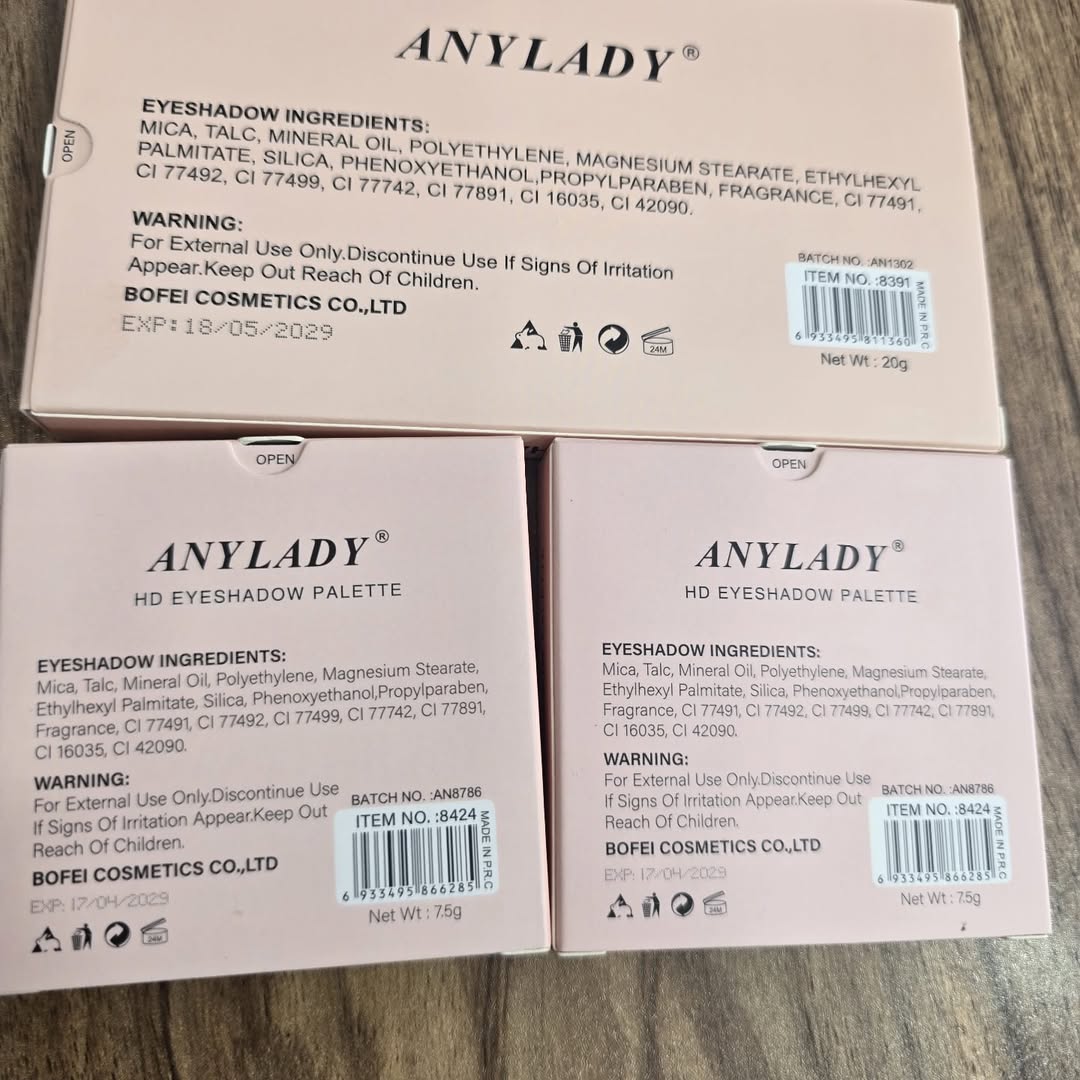 ANYLADY®
OPEN
EYESHADOW INGREDIENTS:
MICA, TALC, MINERAL OIL, POLYETHYLENE, MAGNESIUM STEARATE, ETHYLHEXYL
PALMITATE, SILICA, PHENOXYETHANOL,PROPYLPARABEN, FRAGRANCE, CI 77491,
CI 77492, CI 77499, CI 77742, CI 77891, CI 16035, CI 42090.
WARNING:
For External Use Only.Discontinue Use If Signs Of Irritation
Appear.Keep Out Reach Of Children.
BOFEI COSMETICS CO.,LTD
EXP:18/05/2029
24M
BATCH NO. :AN1302
ITEM NO. :8391
MADE IN P.R.C
6 933495 811360
Net Wt : 20g
OPEN
ANYLADY®
HD EYESHADOW PALETTE
EYESHADOW INGREDIENTS:
Mica, Talc, Mineral Oil, Polyethylene, Magnesium Stearate,
Ethylhexyl Palmitate, Silica, Phenoxyethanol,Propylparaben,
Fragrance, CI 77491, CI 77492, CI 77499, CI 77742, CI 77891,
CI 16035, CI 42090.
WARNING:
For External Use Only.Discontinue Use
If Signs Of Irritation Appear.Keep Out
Reach Of Children.
BOFEI COSMETICS CO.,LTD
EXP: 17/04/2029
24M
BATCH NO. :AN8786
ITEM NO. :8424
MADE IN P.R.C
6 933495 866285
Net Wt : 7.5g
OPEN
ANYLADY®
HD EYESHADOW PALETTE
EYESHADOW INGREDIENTS:
Mica, Talc, Mineral Oil, Polyethylene, Magnesium Stearate,
Ethylhexyl Palmitate, Silica, Phenoxyethanol,Propylparaben,
Fragrance, CI 77491, CI 77492, CI 77499, CI 77742, CI 77891,
CI 16035, CI 42090.
WARNING:
For External Use Only.Discontinue Use
If Signs Of Irritation Appear.Keep Out
Reach Of Children.
BOFEI COSMETICS CO.,LTD
EXP: 17/04/2029
24M
BATCH NO. :AN8786
ITEM NO. :8424
MADE IN P.R.C
6 933495 866285
Net Wt : 7.5g